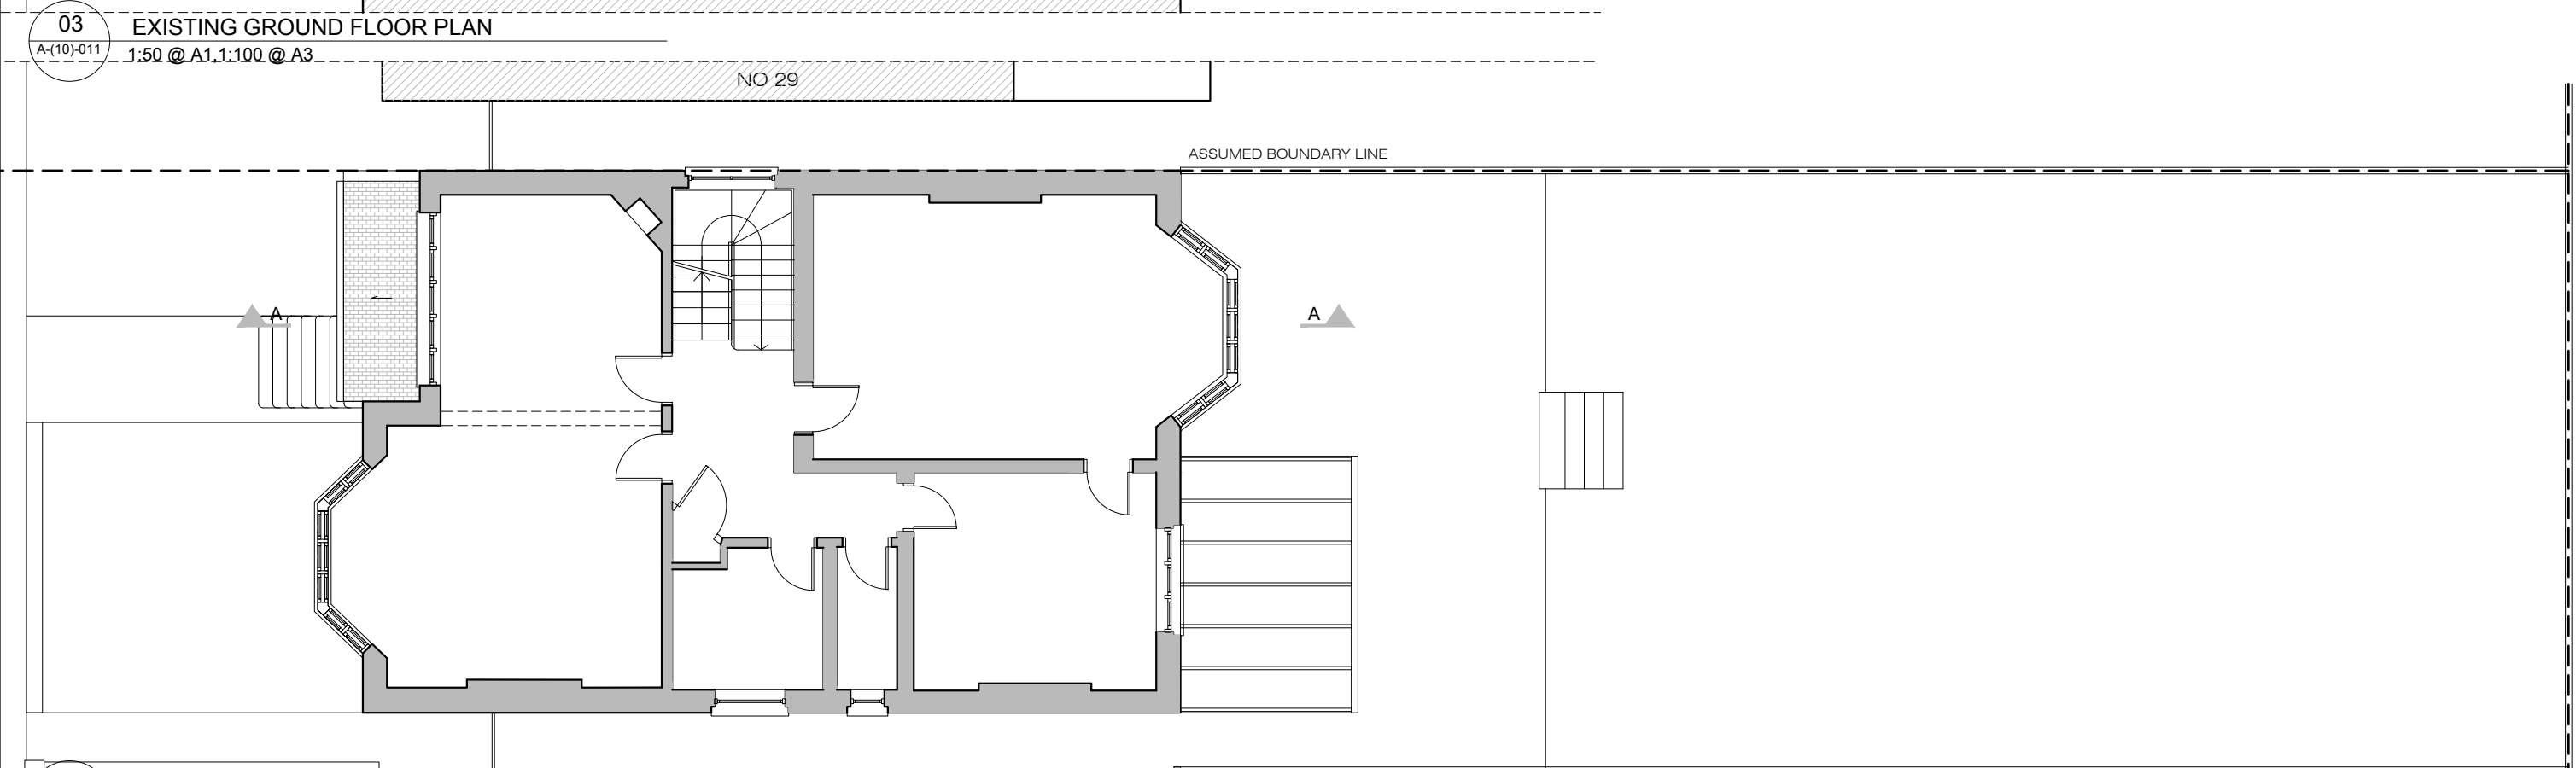 03
EXISTING GROUND FLOOR PLAN
A-(10)-011
1:50 @ A1,1:100 @ A3
NO 29
ASSUMED BOUNDARY LINE
A
A